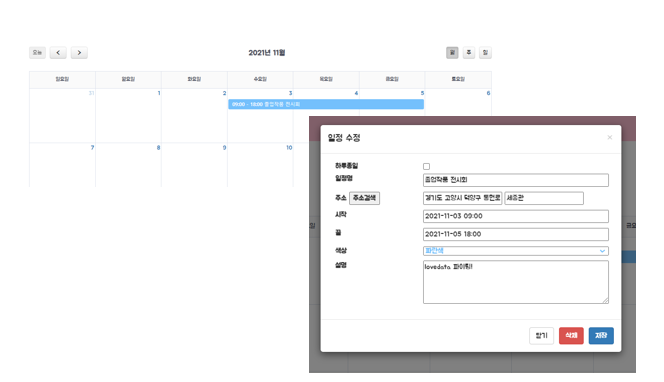 오늘 < >
2021년 11월
월 주 일
일요일 월요일 화요일 수요일 목요일 금요일 토요일
31 1 2 3 4 5 6
09:00 - 18:00 졸업작품 전시회
7 8 9 10
일정 수정 ×
하루종일
일정명 졸업작품 전시회
주소 주소검색 경기도 고양시 덕양구 동헌로 세종관
시작 2021-11-03 09:00
끝 2021-11-05 18:00
색상 파란색
설명 lovedata 파이팅!
닫기 삭제 저장